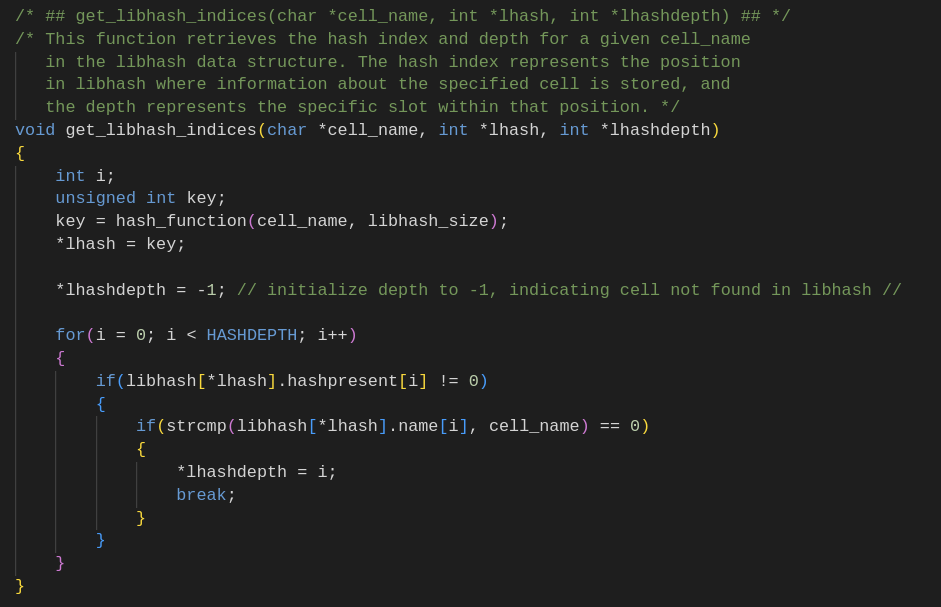 /* ## get_libhash_indices(char *cell_name, int *lhash, int *lhashdepth) ## */
/* This function retrieves the hash index and depth for a given cell_name
   in the libhash data structure. The hash index represents the position
   in libhash where information about the specified cell is stored, and
   the depth represents the specific slot within that position. */
void get_libhash_indices(char *cell_name, int *lhash, int *lhashdepth)
{
    int i;
    unsigned int key;
    key = hash_function(cell_name, libhash_size);
    *lhash = key;

    *lhashdepth = -1; // initialize depth to -1, indicating cell not found in libhash //

    for(i = 0; i < HASHDEPTH; i++)
    {
        if(libhash[*lhash].hashpresent[i] != 0)
        {
            if(strcmp(libhash[*lhash].name[i], cell_name) == 0)
            {
                *lhashdepth = i;
                break;
            }
        }
    }
}